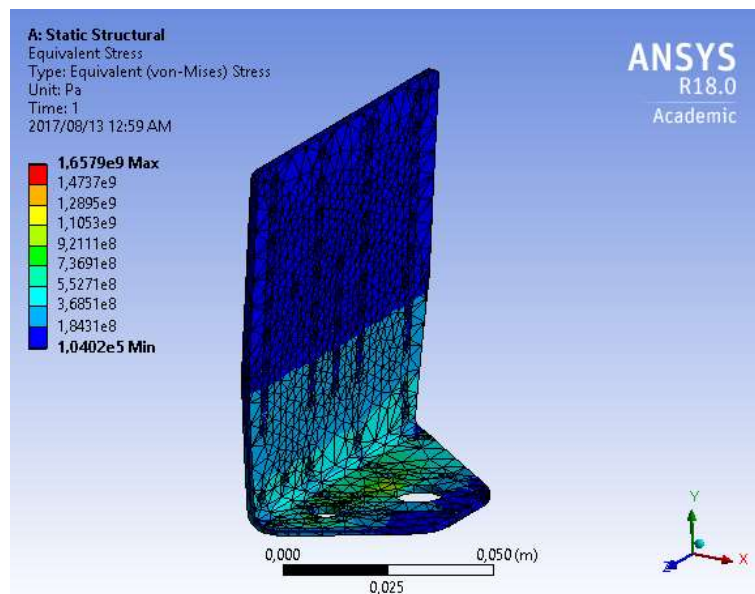 A: Static Structural
Equivalent Stress
Type: Equivalent (von-Mises) Stress
Unit: Pa
Time: 1
2017/08/13 12:59 AM
1,6579e9 Max
1,4737e9
1,2895e9
1,1053e9
9,2111e8
7,3691e8
5,5271e8
3,6851e8
1,8431e8
1,0402e5 Min
ANSYS
R18.0
Academic
0,000
0,050 (m)
0,025
Y
X
Z